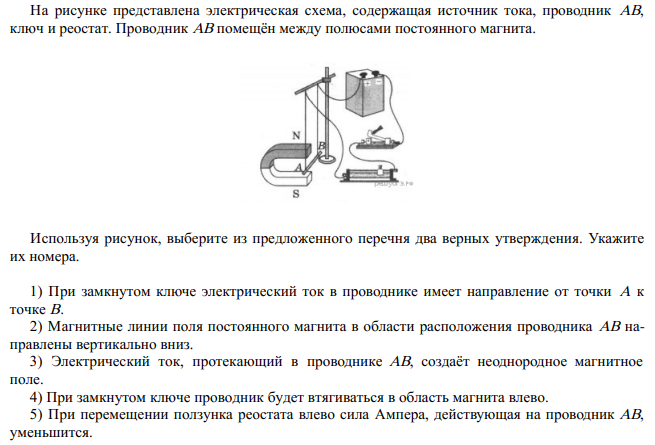 На рисунке представлена электрическая схема, содержащая источник тока, проводник AB,
ключ и реостат. Проводник AB помещён между полюсами постоянного магнита.
+ −
N
B
A
S
Используя рисунок, выберите из предложенного перечня два верных утверждения. Укажите
их номера.
1) При замкнутом ключе электрический ток в проводнике имеет направление от точки A к
точке B.
2) Магнитные линии поля постоянного магнита в области расположения проводника AB на-
правлены вертикально вниз.
3) Электрический ток, протекающий в проводнике AB, создаёт неоднородное магнитное
поле.
4) При замкнутом ключе проводник будет втягиваться в область магнита влево.
5) При перемещении ползунка реостата влево сила Ампера, действующая на проводник AB,
уменьшится.